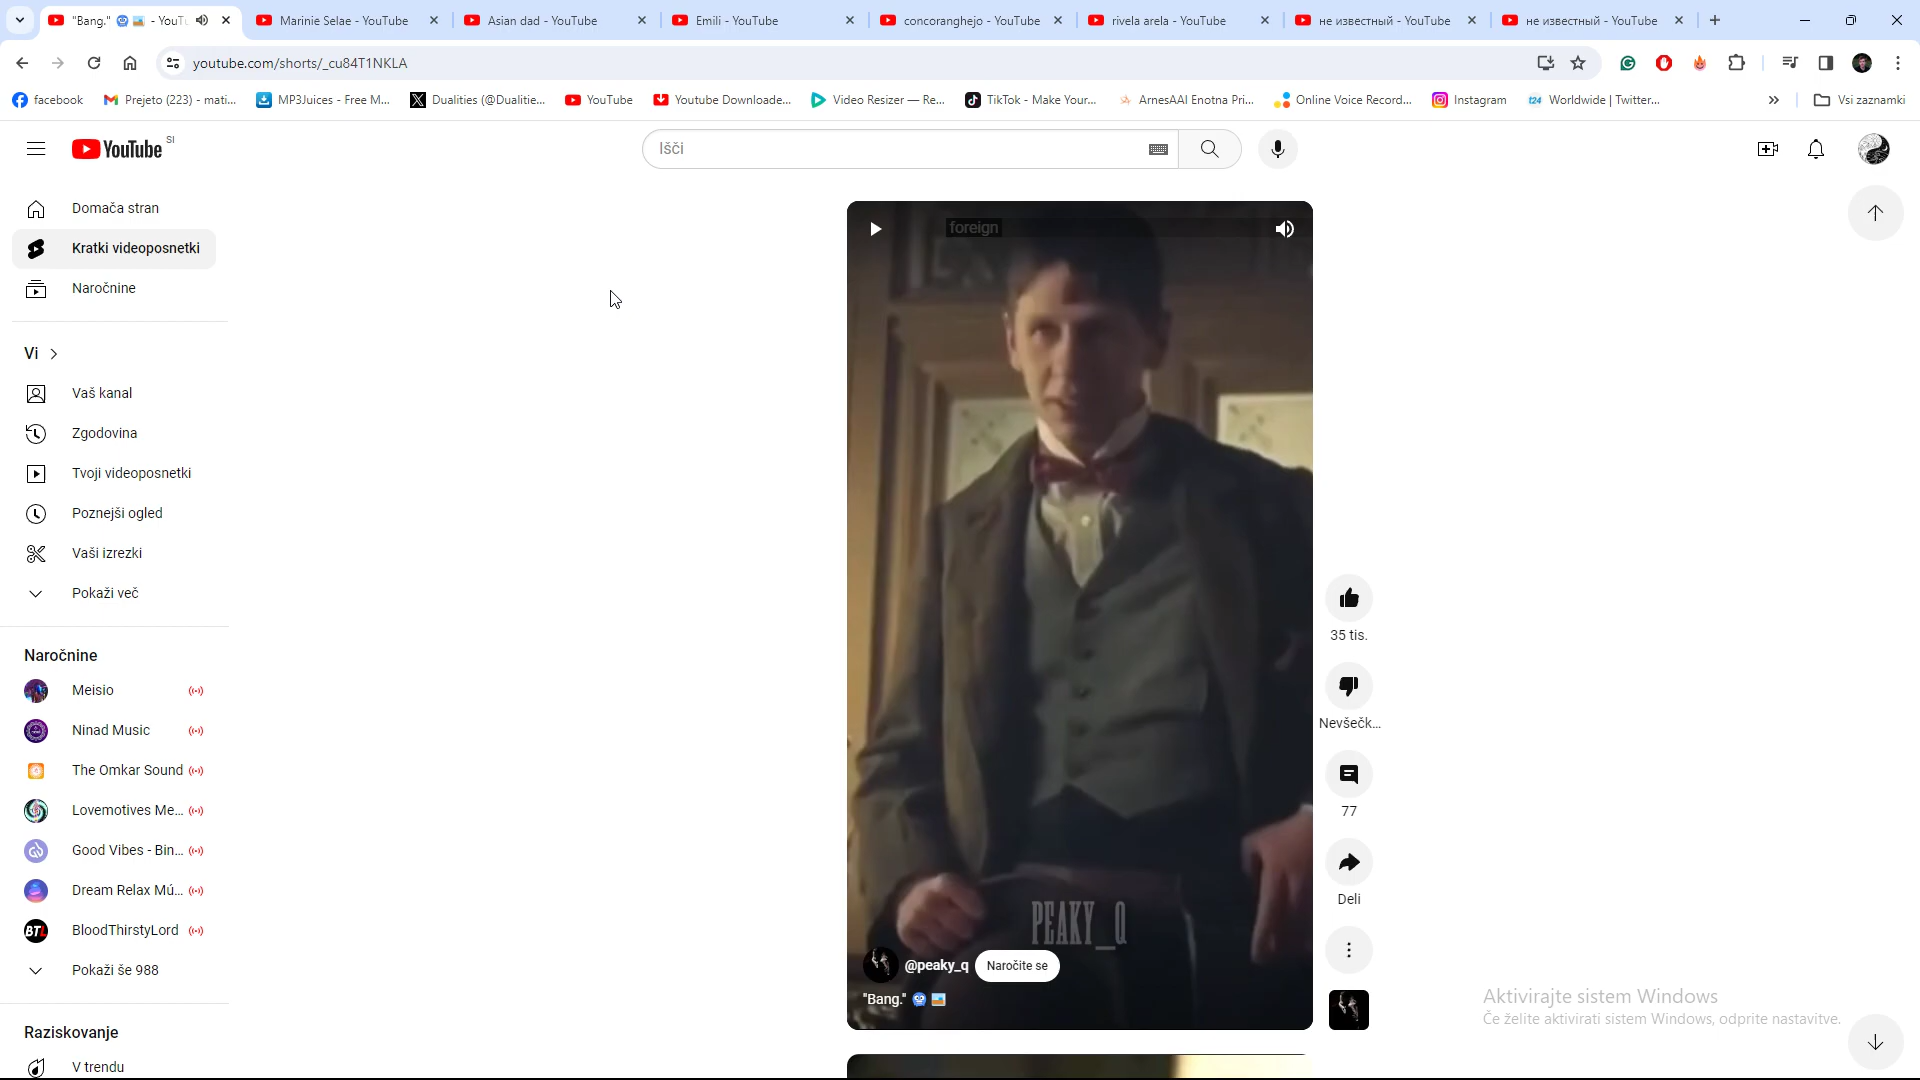 "Bang." - YouT
Marinie Selae - YouTube
Asian dad - YouTube
Emili - YouTube
concoranghejo - YouTube
rivela arela - YouTube
не известный - YouTube
не известный - YouTube
youtube.com/shorts/_cu84T1NKLA
facebook
Prejeto (223) - mati...
MP3Juices - Free M...
Dualities (@Dualitie...
YouTube
Youtube Downloade...
Video Resizer — Re...
TikTok - Make Your...
ArnesAAI Enotna Pri...
Online Voice Record...
Instagram
Worldwide | Twitter...
Vsi zaznamki
YouTube SI
Išči
Domača stran
Kratki videoposnetki
Naročnine
Vi
Vaš kanal
Zgodovina
Tvoji videoposnetki
Poznejši ogled
Vaši izrezki
Pokaži več
Naročnine
Meisio
Ninad Music
The Omkar Sound
Lovemotives Me...
Good Vibes - Bin...
Dream Relax Mú...
BTL
BloodThirstyLord
Pokaži še 988
Raziskovanje
V trendu
foreign
PEAKY_Q
@peaky_q
Naročite se
"Bang."
35 tis.
Nevšečk...
77
Deli
Aktivirajte sistem Windows
Če želite aktivirati sistem Windows, odprite nastavitve.